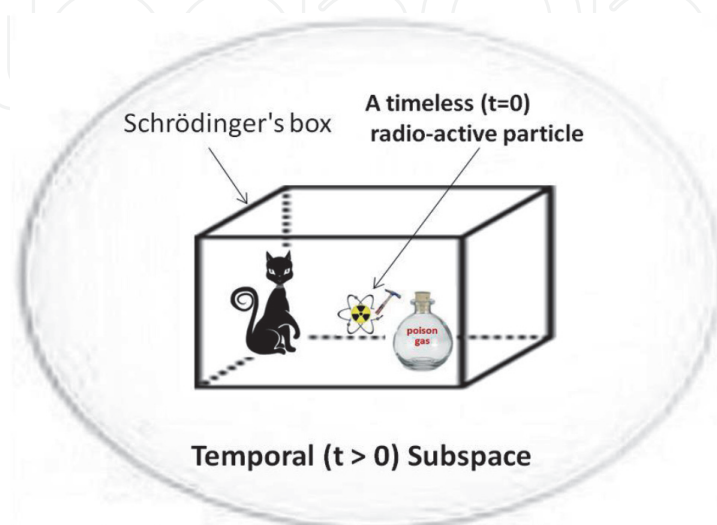 Schrödinger's box
A timeless (t=0)
radio-active particle
poison
gas
Temporal (t > 0) Subspace